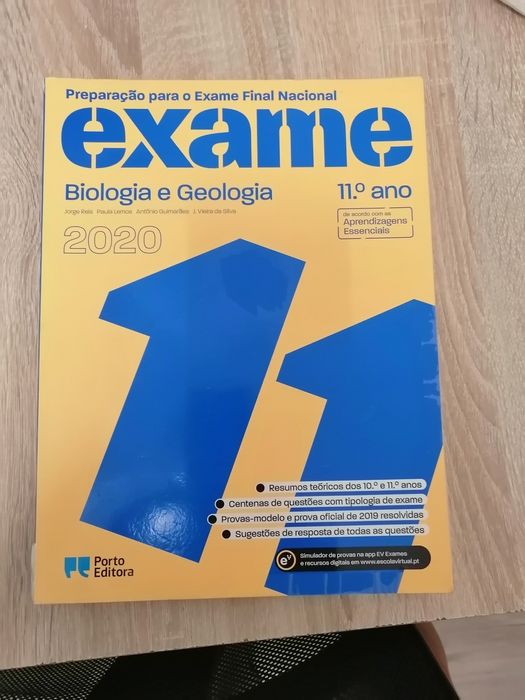 Preparação para o Exame Final Nacional
exame
Biologia e Geologia
11.º ano
Jorge Reis Paula Lemos António Guimarães J. Vieira da Silva
de acordo com as
Aprendizagens
Essenciais
2020
11
Resumos teóricos dos 10.º e 11.º anos
Centenas de questões com tipologia de exame
Provas-modelo e prova oficial de 2019 resolvidas
Sugestões de resposta de todas as questões
Porto
Editora
eV
Simulador de provas na app EV Exames
e recursos digitais em www.escolavirtual.pt